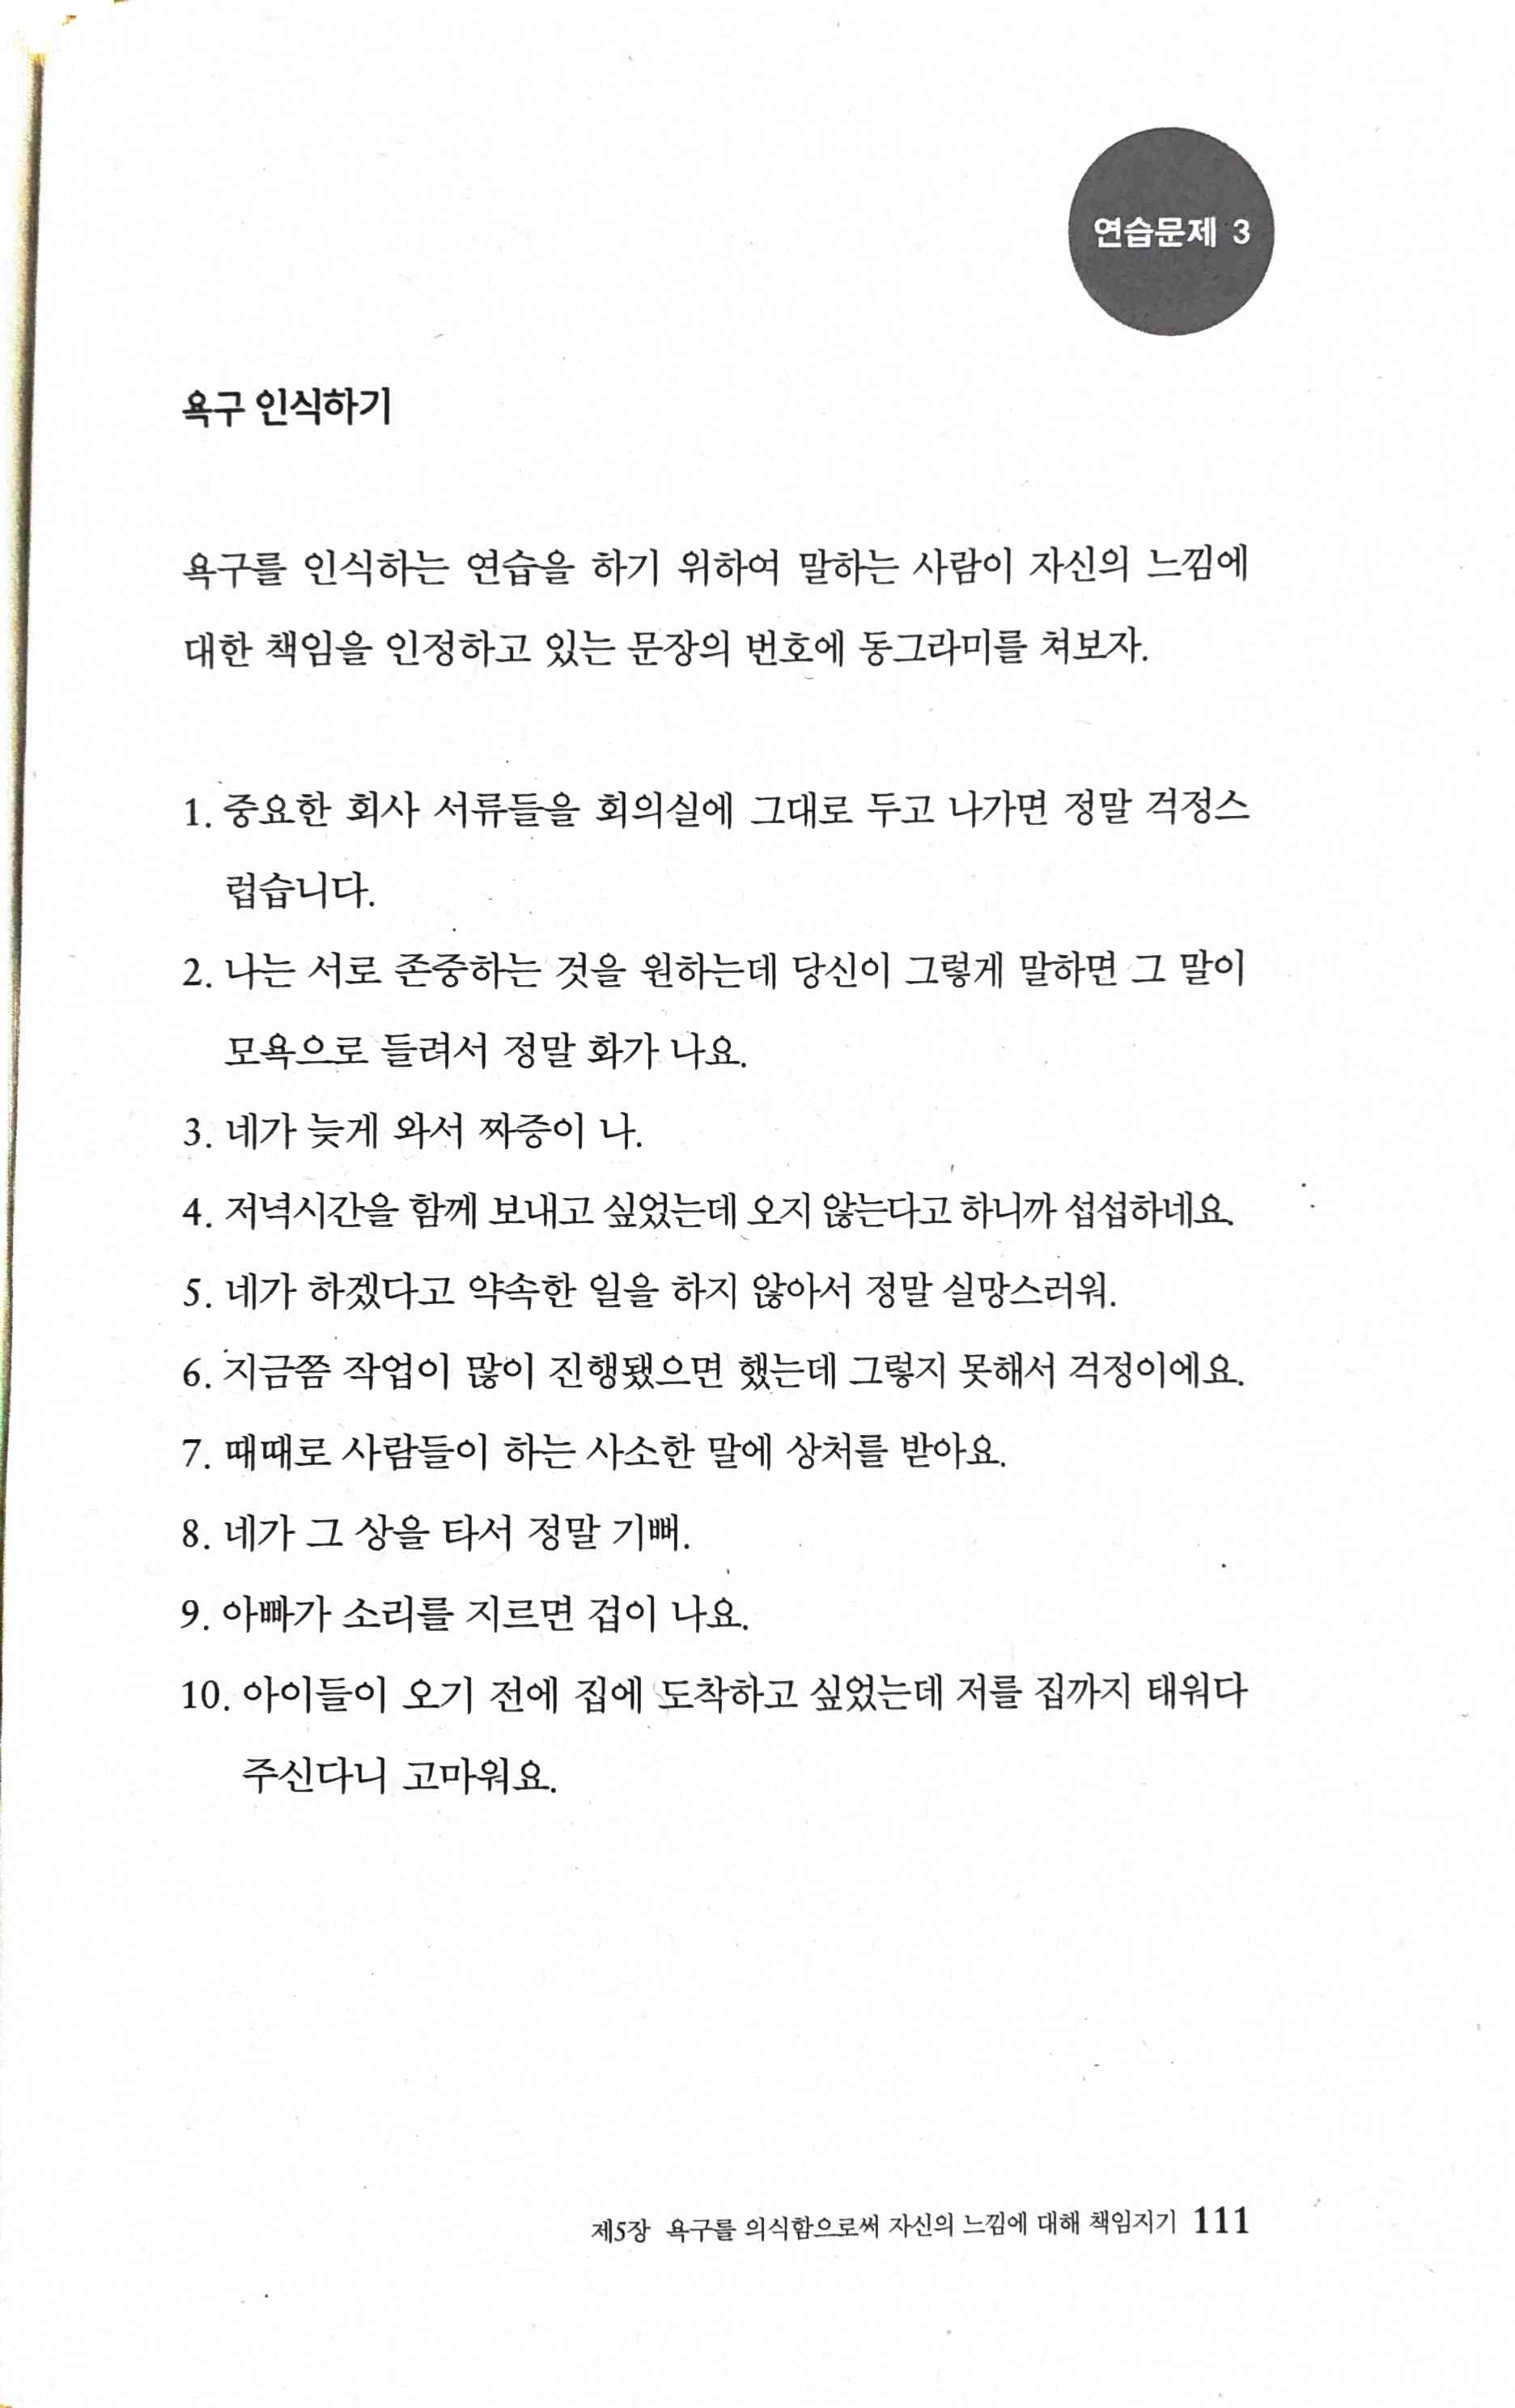 연습문제 3
욕구 인식하기
욕구를 인식하는 연습을 하기 위하여 말하는 사람이 자신의 느낌에
대한 책임을 인정하고 있는 문장의 번호에 동그라미를 쳐보자.
1. 중요한 회사 서류들을 회의실에 그대로 두고 나가면 정말 걱정스
럽습니다.
2. 나는 서로 존중하는 것을 원하는데 당신이 그렇게 말하면 그 말이
모욕으로 들려서 정말 화가 나요.
3. 네가 늦게 와서 짜증이 나.
4. 저녁시간을 함께 보내고 싶었는데 오지 않는다고 하니까 섭섭하네요.
5. 네가 하겠다고 약속한 일을 하지 않아서 정말 실망스러워.
6. 지금쯤 작업이 많이 진행됐으면 했는데 그렇지 못해서 걱정이에요.
7. 때때로 사람들이 하는 사소한 말에 상처를 받아요.
8. 네가 그 상을 타서 정말 기뻐.
9. 아빠가 소리를 지르면 겁이 나요.
10. 아이들이 오기 전에 집에 도착하고 싶었는데 저를 집까지 태워다
주신다니 고마워요.
제5장 욕구를 의식함으로써 자신의 느낌에 대해 책임지기 111